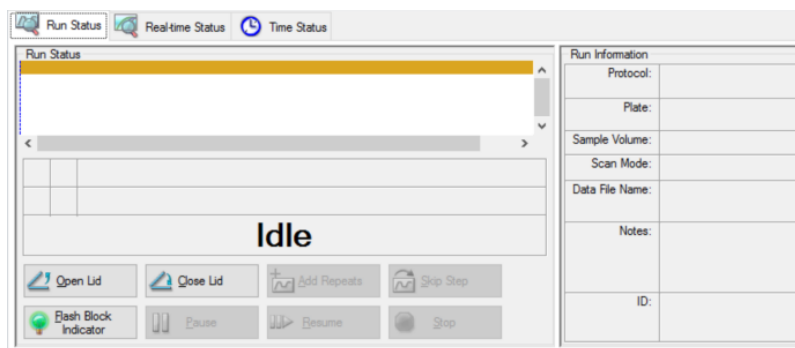 Run Status Real-time Status Time Status
Run Status
Run Information
Protocol:
Plate:
Sample Volume:
Scan Mode:
Data File Name:
Notes:
ID:
Idle
Open Lid Close Lid Add Repeats Skip Step
Flash Block
Indicator
Pause Resume Stop